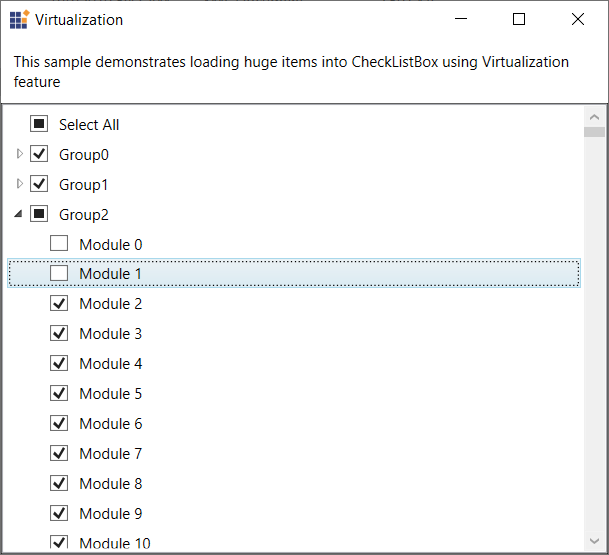 Virtualization
This sample demonstrates loading huge items into CheckListBox using Virtualization
feature
Select All
Group0
Group1
Group2
Module 0
Module 1
Module 2
Module 3
Module 4
Module 5
Module 6
Module 7
Module 8
Module 9
Module 10